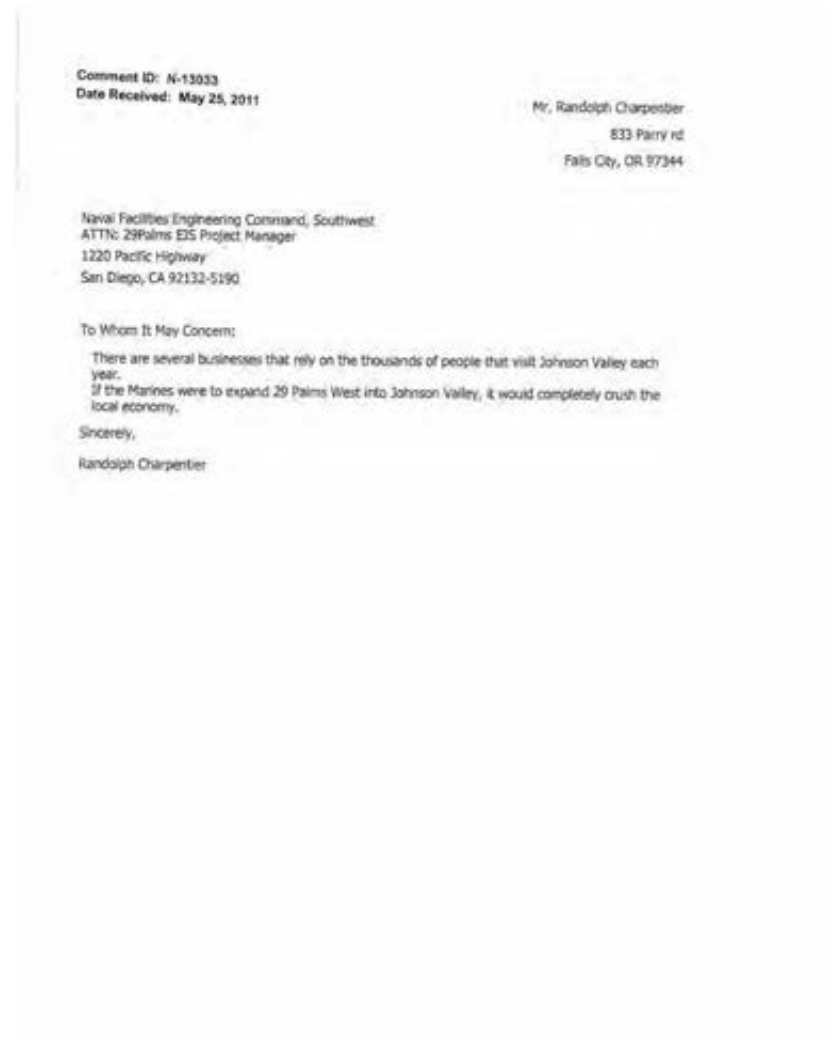 Comment ID: N-13033
Date Received: May 25, 2011
Mr. Randolph Charpentier
833 Parry rd
Falls City, OR 97344
Naval Facilities Engineering Command, Southwest
ATTN: 29Palms EIS Project Manager
1220 Pacific Highway
San Diego, CA 92132-5190
To Whom It May Concern:
There are several businesses that rely on the thousands of people that visit Johnson Valley each
year.
If the Marines were to expand 29 Palms West into Johnson Valley, it would completely crush the
local economy.
Sincerely,
Randolph Charpentier